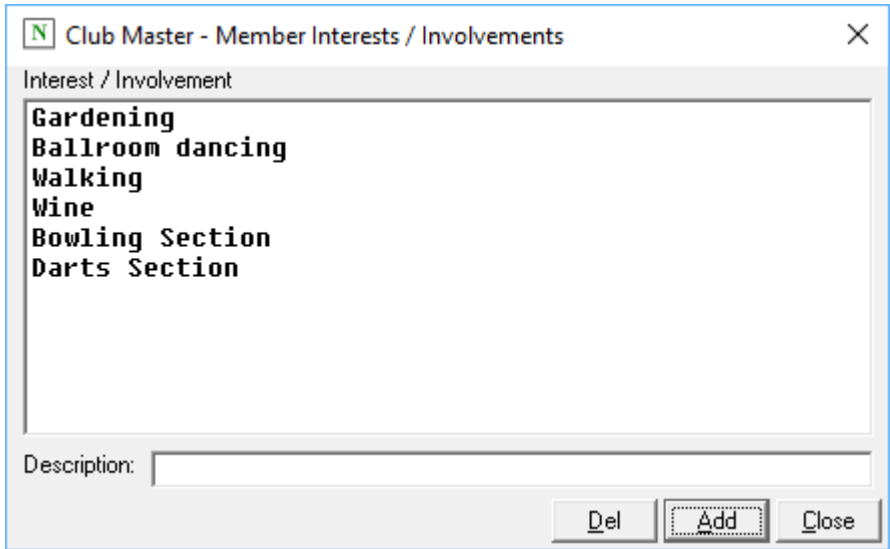 N Club Master - Member Interests / Involvements
Interest / Involvement
Gardening
Ballroom dancing
Walking
Wine
Bowling Section
Darts Section
Description:
Del Add Close